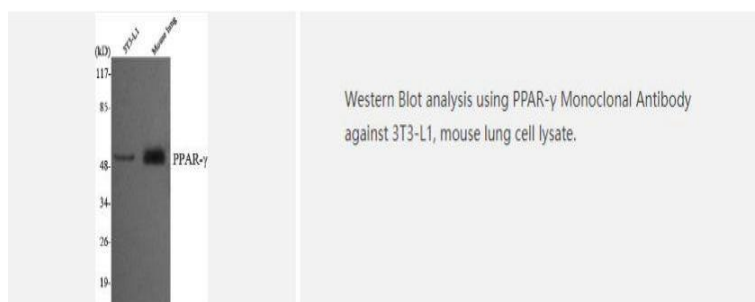 3T3-L1 Mouse lung
(kD)
117-
85-
48-
PPAR-γ
34-
26-
19-
Western Blot analysis using PPAR-γ Monoclonal Antibody
against 3T3-L1, mouse lung cell lysate.